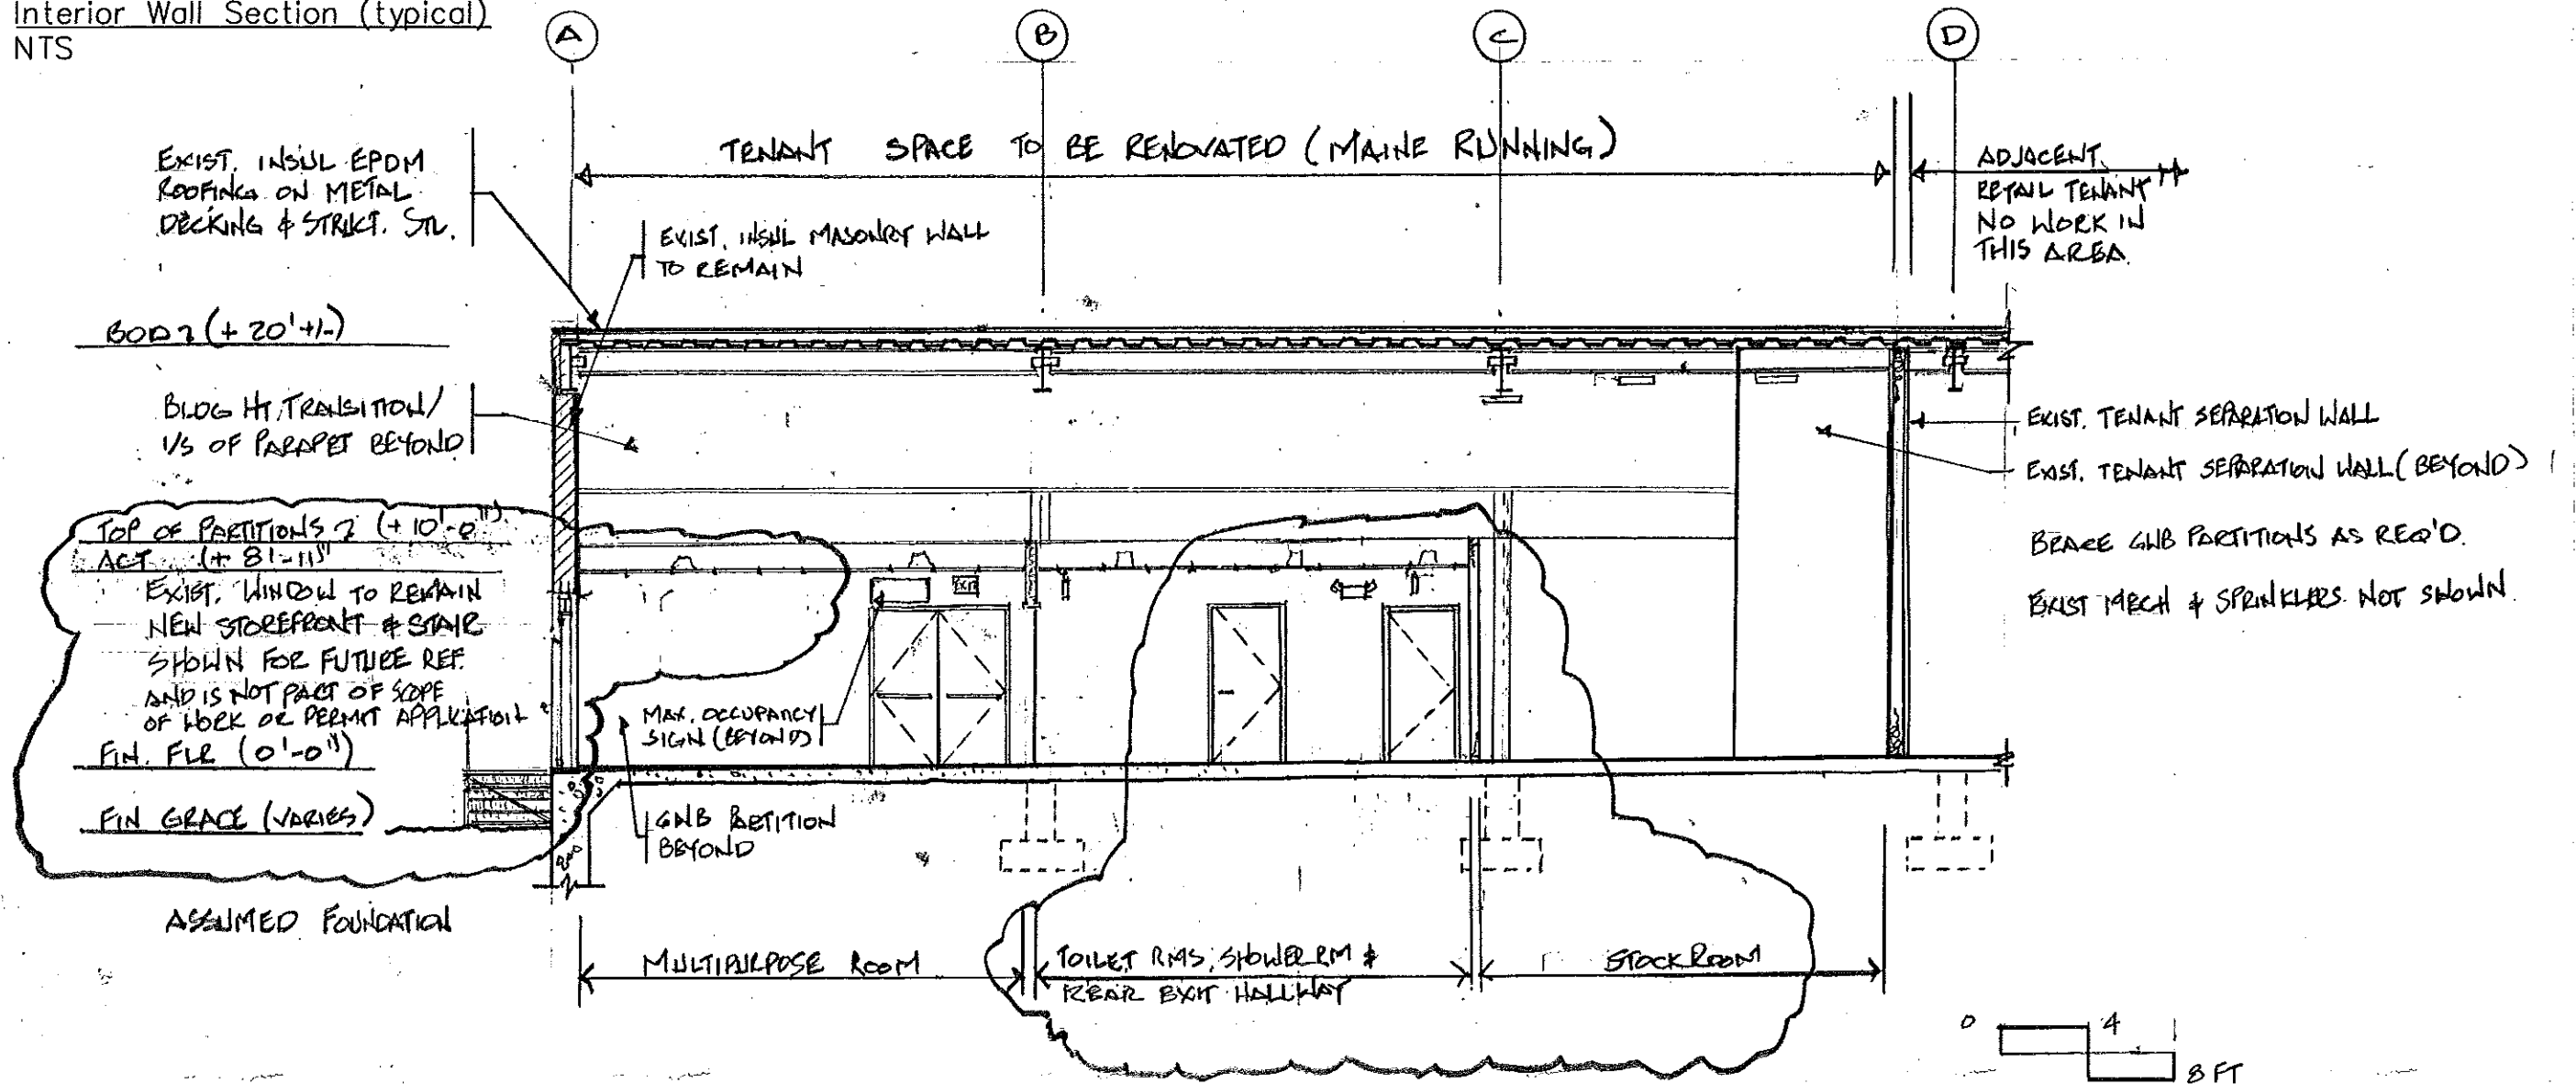 Interior Wall Section (typical)
NTS
A
B
C
D
TENANT SPACE TO BE RENOVATED (MAINE RUNNING)
ADJACENT
RETAIL TENANT
NO WORK IN
THIS AREA.
EXIST. INSUL EPDM
ROOFING ON METAL
DECKING & STRUCT. STL.
EXIST. INSUL MASONRY WALL
TO REMAIN
BOD ± (+ 20' +/-)
BLDG HT. TRANSITION/
I/S OF PARAPET BEYOND
EXIST. TENANT SEPARATION WALL
EXIST. TENANT SEPARATION WALL (BEYOND)
BRACE GWB PARTITIONS AS REQ'D.
EXIST MECH & SPRINKLERS NOT SHOWN.
TOP OF PARTITIONS ± (+ 10'-0")
ACT (+ 8'-11)"
EXIST. WINDOW TO REMAIN
NEW STOREFRONT & STAIR
SHOWN FOR FUTURE REF.
AND IS NOT PART OF SCOPE
OF WORK OR PERMIT APPLICATION
FIN. FLR (0'-0")
FIN GRACE (VARIES)
EXIT
MAX. OCCUPANCY
SIGN (BEYOND)
GWB PARTITION
BEYOND
ASSUMED FOUNDATION
MULTIPURPOSE ROOM
TOILET RMS, SHOWER RM &
REAR EXIT HALLWAY
STOCK ROOM
0 4
8 FT